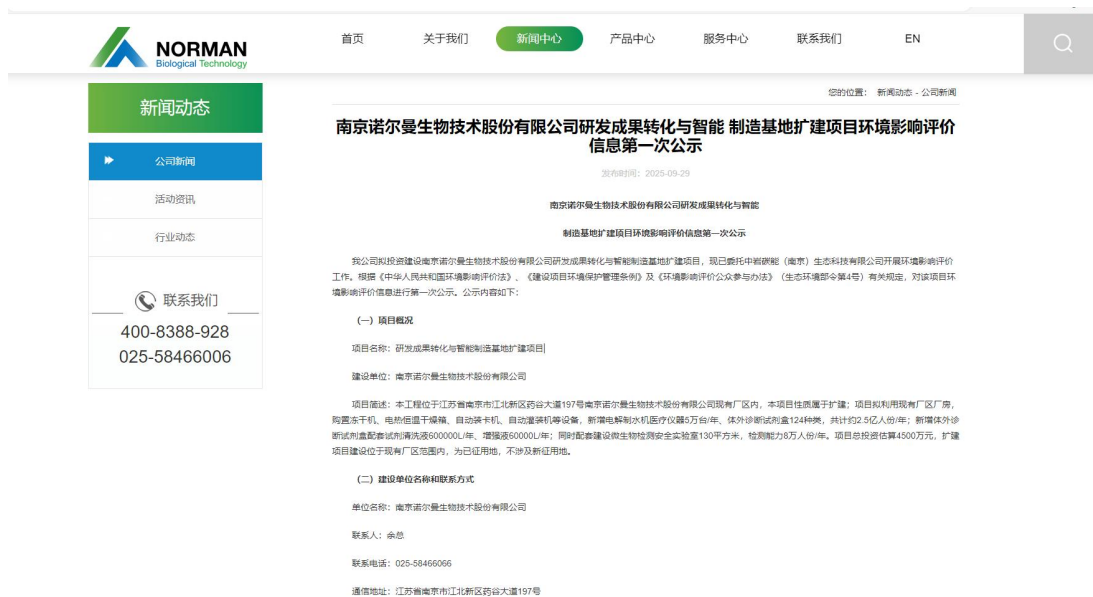 NORMAN
Biological Technology
首页 关于我们 新闻中心 产品中心 服务中心 联系我们 EN
新闻动态
公司新闻
活动资讯
行业动态
联系我们
400-8388-928
025-58466006
您的位置： 新闻动态 - 公司新闻
南京诺尔曼生物技术股份有限公司研发成果转化与智能 制造基地扩建项目环境影响评价
信息第一次公示
发布时间：2025-09-29
南京诺尔曼生物技术股份有限公司研发成果转化与智能
制造基地扩建项目环境影响评价信息第一次公示
我公司拟投资建设南京诺尔曼生物技术股份有限公司研发成果转化与智能制造基地扩建项目，现已委托中岩碳能（南京）生态科技有限公司开展环境影响评价
工作。根据《中华人民共和国环境影响评价法》、《建设项目环境保护管理条例》及《环境影响评价公众参与办法》（生态环境部令第4号）有关规定，对该项目环
境影响评价信息进行第一次公示。公示内容如下：
（一）项目概况
项目名称：研发成果转化与智能制造基地扩建项目
建设单位：南京诺尔曼生物技术股份有限公司
项目简述：本工程位于江苏省南京市江北新区药谷大道197号南京诺尔曼生物技术股份有限公司现有厂区内，本项目性质属于扩建；项目拟利用现有厂区厂房，
购置冻干机、电热恒温干燥箱、自动装卡机、自动灌装机等设备，新增电解制水机医疗仪器5万台/年、体外诊断试剂盒124种类，共计约2.5亿人份/年；新增体外诊
断试剂盒配套试剂清洗液600000L/年、增强液60000L/年；同时配套建设微生物检测安全实验室130平方米，检测能力8万人份/年。项目总投资估算4500万元，扩建
项目建设位于现有厂区范围内，为已征用地，不涉及新征用地。
（二）建设单位名称和联系方式
单位名称：南京诺尔曼生物技术股份有限公司
联系人：余总
联系电话：025-58466066
通信地址：江苏省南京市江北新区药谷大道197号